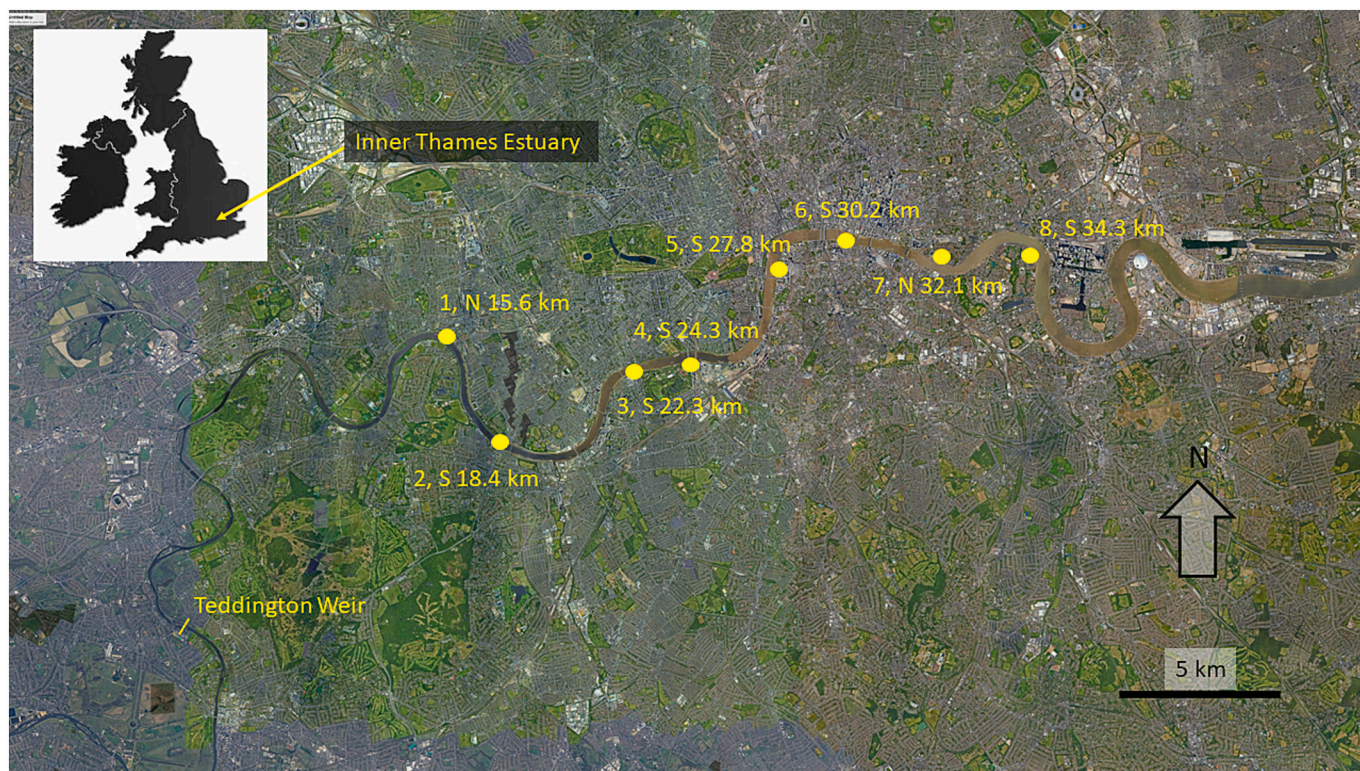 Untitled Map
Inner Thames Estuary
6, S 30.2 km
8, S 34.3 km
5, S 27.8 km
7, N 32.1 km
1, N 15.6 km
4, S 24.3 km
3, S 22.3 km
2, S 18.4 km
N
Teddington Weir
5 km